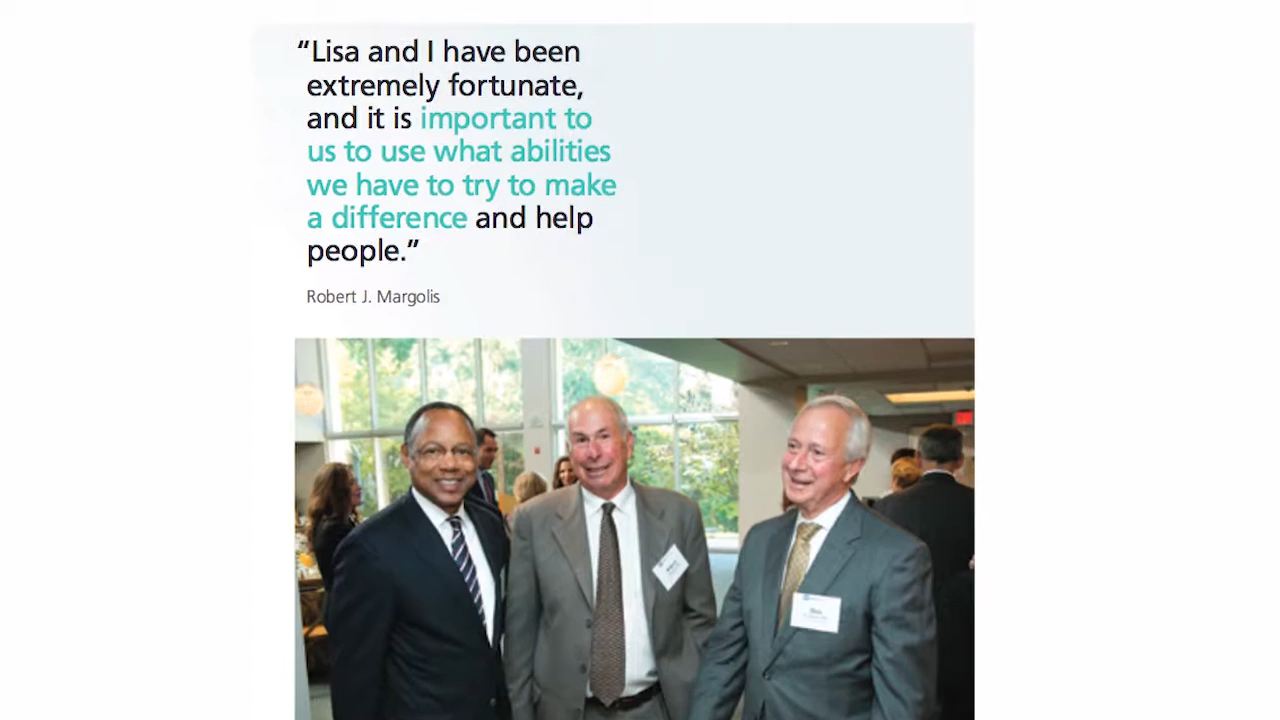 “Lisa and I have been
extremely fortunate,
and it is important to
us to use what abilities
we have to try to make
a difference and help
people.”
Robert J. Margolis